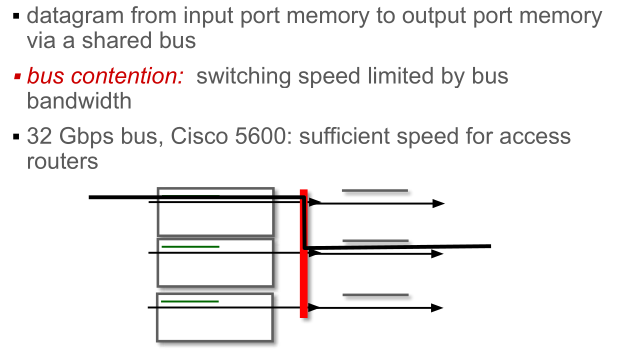 ▪ datagram from input port memory to output port memory
via a shared bus
▪ bus contention: switching speed limited by bus
bandwidth
▪ 32 Gbps bus, Cisco 5600: sufficient speed for access
routers